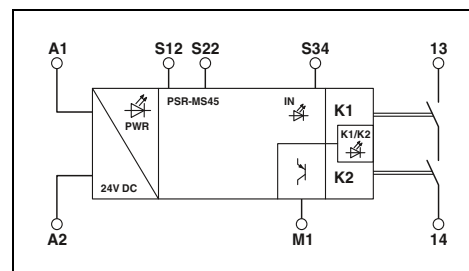 A1 S12 S22 S34 13
PSR-MS45 IN K1
PWR K1/K2
24V DC K2
A2 M1 14